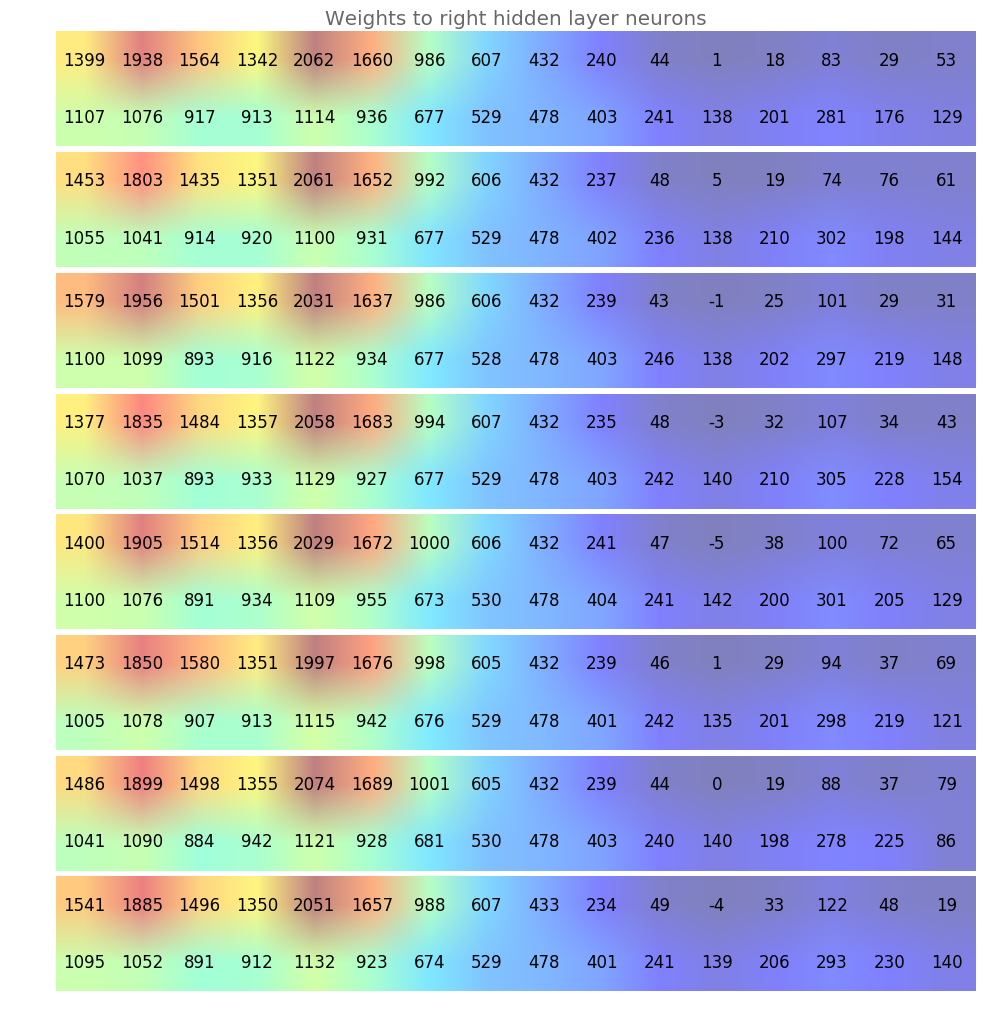 Weights to right hidden layer neurons
1399 1938 1564 1342 2062 1660 986 607 432 240 44 1 18 83 29 53
1107 1076 917 913 1114 936 677 529 478 403 241 138 201 281 176 129
1453 1803 1435 1351 2061 1652 992 606 432 237 48 5 19 74 76 61
1055 1041 914 920 1100 931 677 529 478 402 236 138 210 302 198 144
1579 1956 1501 1356 2031 1637 986 606 432 239 43 -1 25 101 29 31
1100 1099 893 916 1122 934 677 528 478 403 246 138 202 297 219 148
1377 1835 1484 1357 2058 1683 994 607 432 235 48 -3 32 107 34 43
1070 1037 893 933 1129 927 677 529 478 403 242 140 210 305 228 154
1400 1905 1514 1356 2029 1672 1000 606 432 241 47 -5 38 100 72 65
1100 1076 891 934 1109 955 673 530 478 404 241 142 200 301 205 129
1473 1850 1580 1351 1997 1676 998 605 432 239 46 1 29 94 37 69
1005 1078 907 913 1115 942 676 529 478 401 242 135 201 298 219 121
1486 1899 1498 1355 2074 1689 1001 605 432 239 44 0 19 88 37 79
1041 1090 884 942 1121 928 681 530 478 403 240 140 198 278 225 86
1541 1885 1496 1350 2051 1657 988 607 433 234 49 -4 33 122 48 19
1095 1052 891 912 1132 923 674 529 478 401 241 139 206 293 230 140